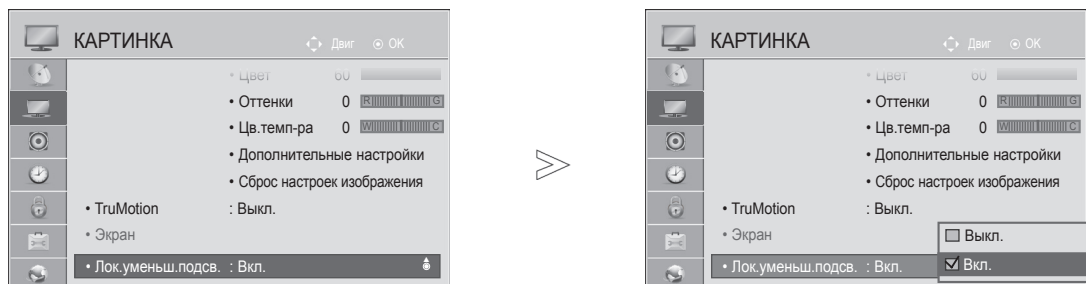 КАРТИНКА Двиг OK
• Цвет 60
• Оттенки 0 R G
• Цв.темп-ра 0 W C
• Дополнительные настройки
• Сброс настроек изображения
• TruMotion : Выкл.
• Экран
• Лок.уменьш.подсв. : Вкл.
КАРТИНКА Двиг OK
• Цвет 60
• Оттенки 0 R G
• Цв.темп-ра 0 W C
• Дополнительные настройки
• Сброс настроек изображения
• TruMotion : Выкл.
• Экран
Выкл.
• Лок.уменьш.подсв. : Вкл.
Вкл.